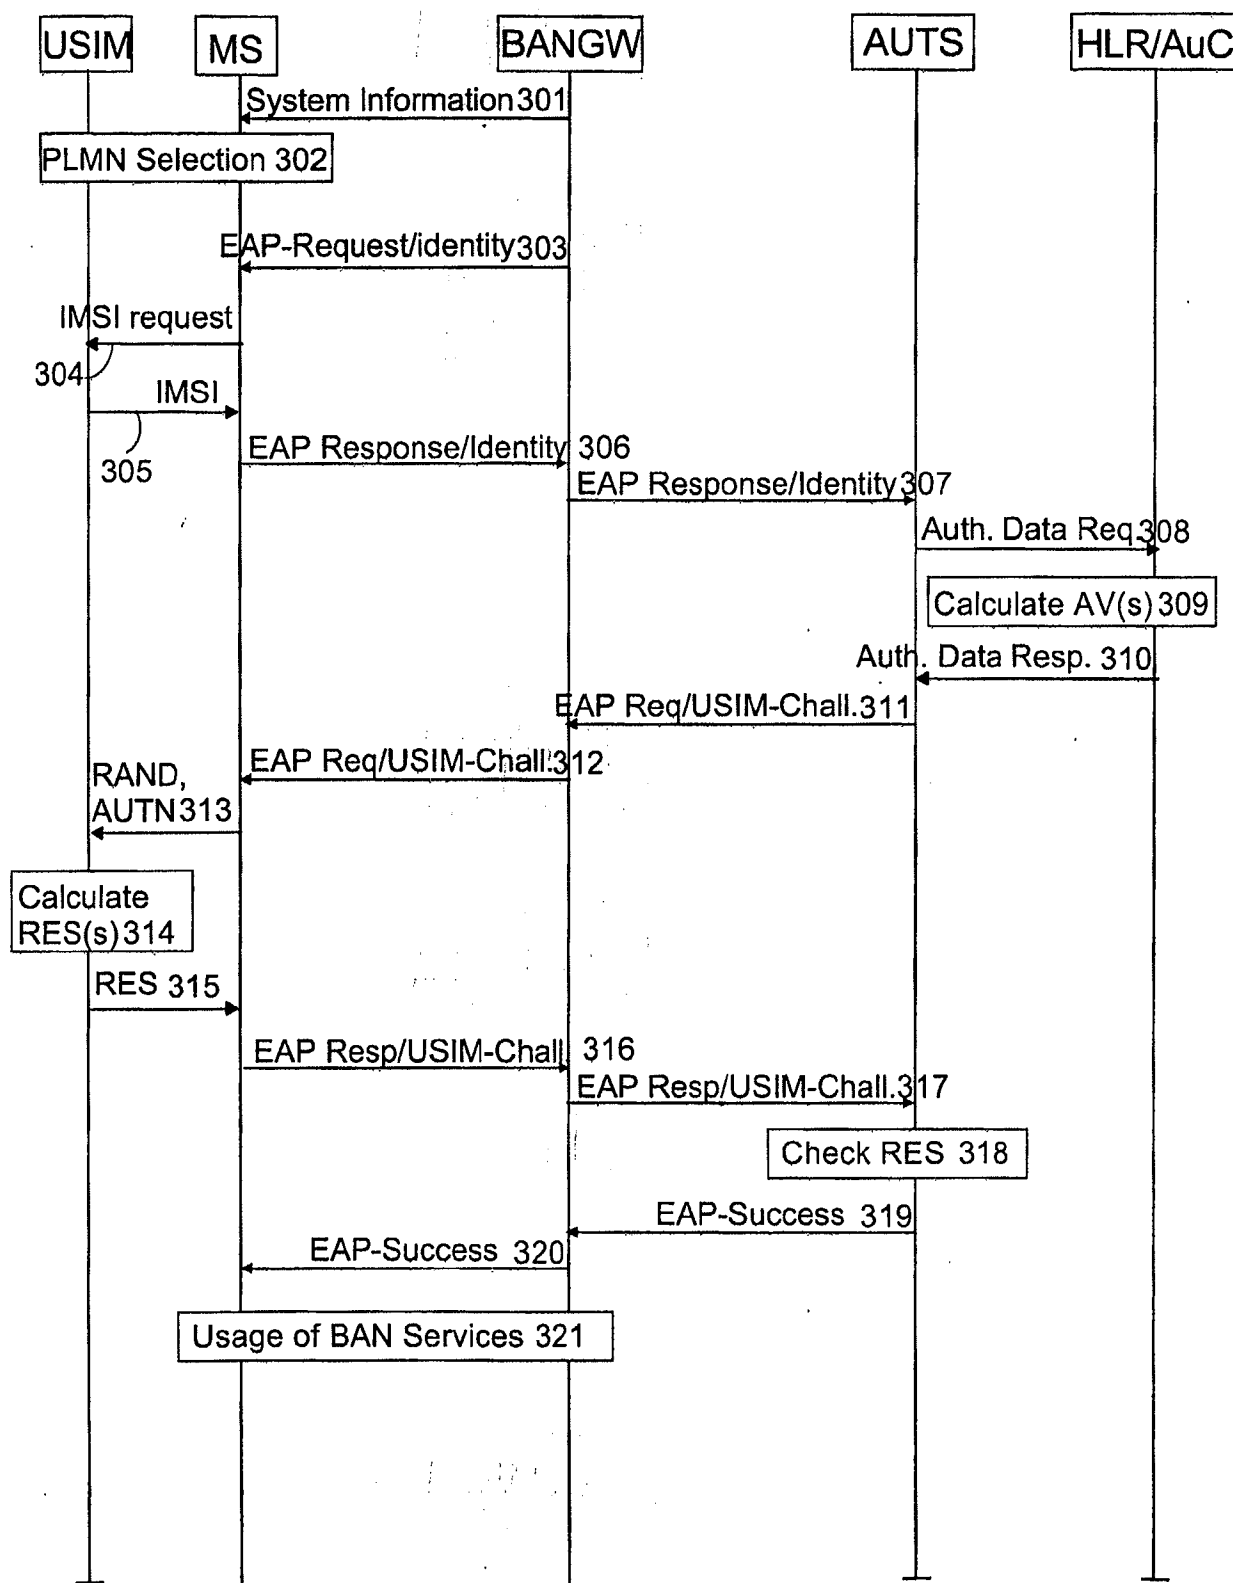 USIM
MS
BANGW
AUTS
HLR/AuC
System Information 301
PLMN Selection 302
EAP-Request/identity 303
IMSI request
304
IMSI
305
EAP Response/Identity 306
EAP Response/Identity 307
Auth. Data Req. 308
Calculate AV(s) 309
Auth. Data Resp. 310
EAP Req/USIM-Chall. 311
EAP Req/USIM-Chall. 312
RAND,
AUTN 313
Calculate
RES(s) 314
RES 315
EAP Resp/USIM-Chall. 316
EAP Resp/USIM-Chall. 317
Check RES 318
EAP-Success 319
EAP-Success 320
Usage of BAN Services 321